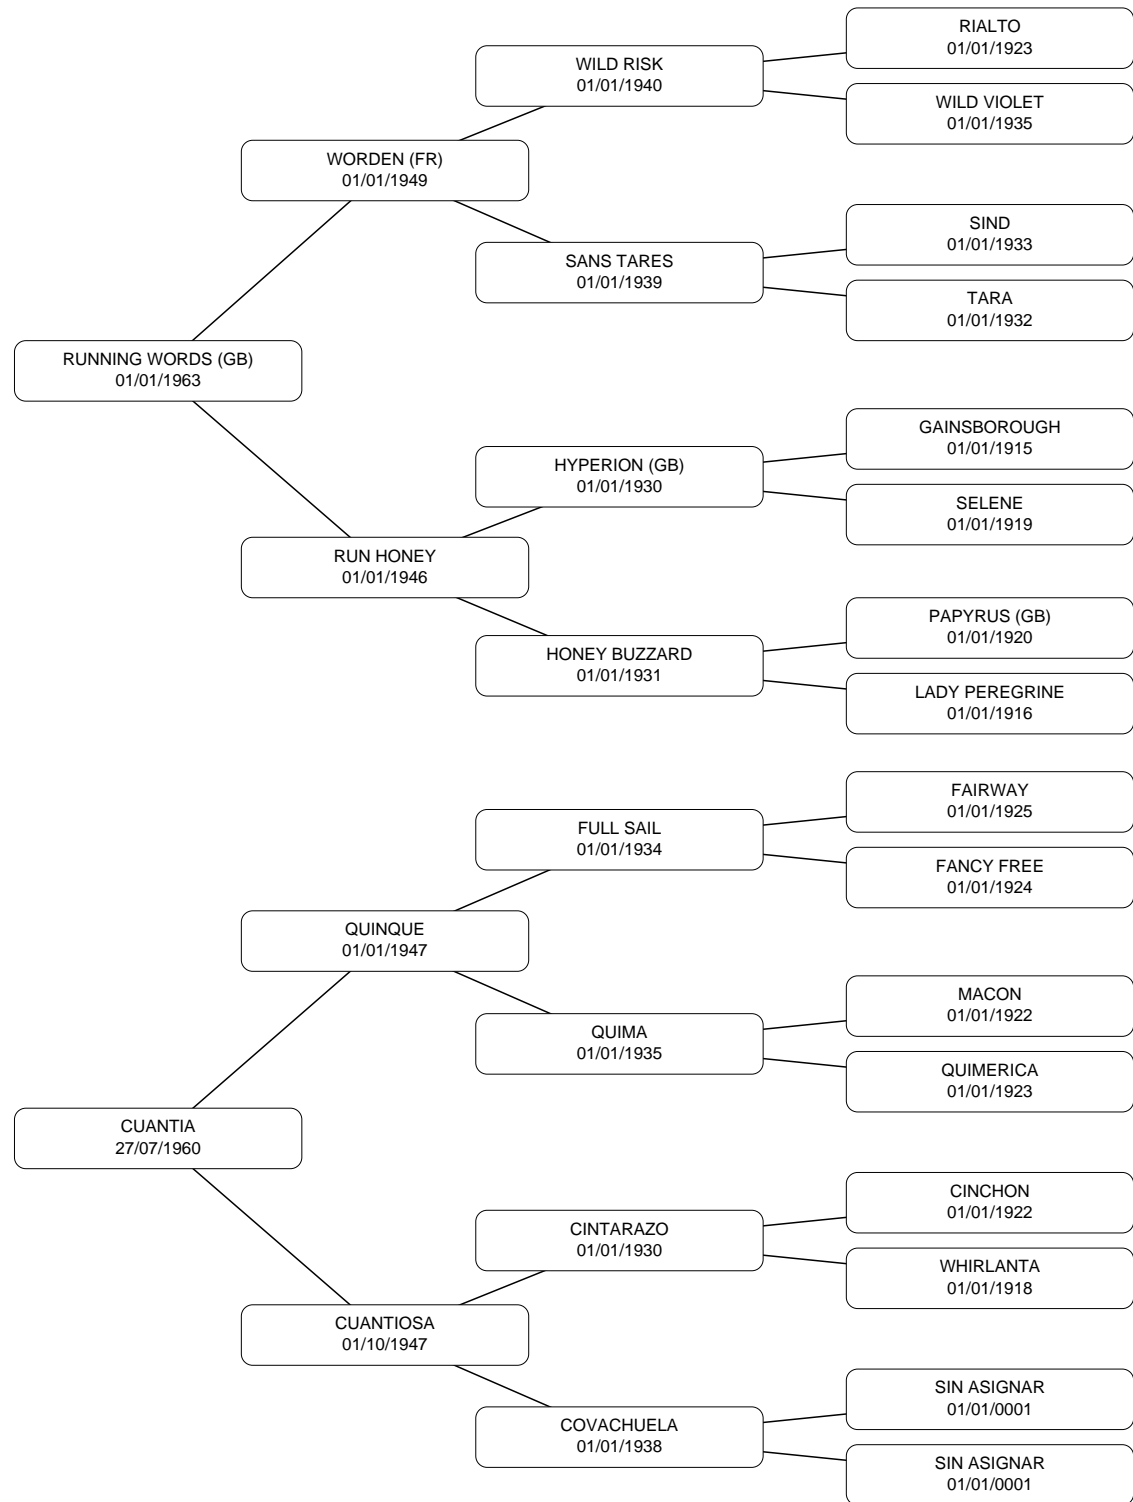 RIALTO
01/01/1923
WILD RISK
01/01/1940
WILD VIOLET
01/01/1935
WORDEN (FR)
01/01/1949
SIND
01/01/1933
SANS TARES
01/01/1939
TARA
01/01/1932
RUNNING WORDS (GB)
01/01/1963
GAINSBOROUGH
01/01/1915
HYPERION (GB)
01/01/1930
SELENE
01/01/1919
RUN HONEY
01/01/1946
PAPYRUS (GB)
01/01/1920
HONEY BUZZARD
01/01/1931
LADY PEREGRINE
01/01/1916
FAIRWAY
01/01/1925
FULL SAIL
01/01/1934
FANCY FREE
01/01/1924
QUINQUE
01/01/1947
MACON
01/01/1922
QUIMA
01/01/1935
QUIMERICA
01/01/1923
CUANTIA
27/07/1960
CINCHON
01/01/1922
CINTARAZO
01/01/1930
WHIRLANTA
01/01/1918
CUANTIOSA
01/10/1947
SIN ASIGNAR
01/01/0001
COVACHUELA
01/01/1938
SIN ASIGNAR
01/01/0001